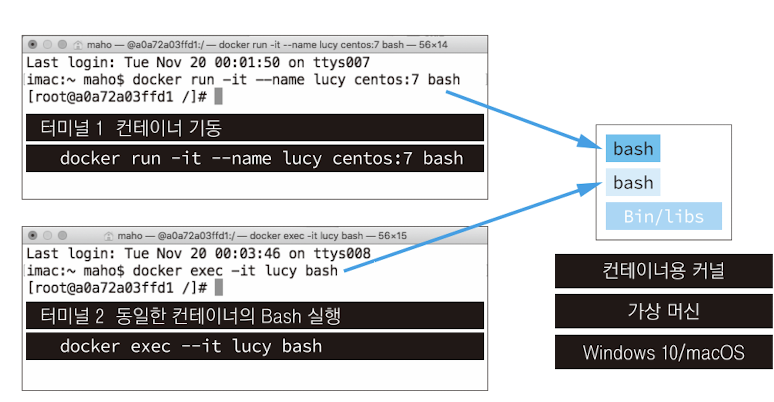 maho — @a0a72a03ffd1:/ — docker run -it --name lucy centos:7 bash — 56×14
Last login: Tue Nov 20 00:01:50 on ttys007
imac:~ maho$ docker run -it --name lucy centos:7 bash
[root@a0a72a03ffd1 /]#
터미널 1 컨테이너 기동
docker run -it --name lucy centos:7 bash
maho — @a0a72a03ffd1:/ — docker exec -it lucy bash — 56×15
Last login: Tue Nov 20 00:03:46 on ttys008
imac:~ maho$ docker exec -it lucy bash
[root@a0a72a03ffd1 /]#
터미널 2 동일한 컨테이너의 Bash 실행
docker exec --it lucy bash
bash
bash
Bin/libs
컨테이너용 커널
가상 머신
Windows 10/macOS